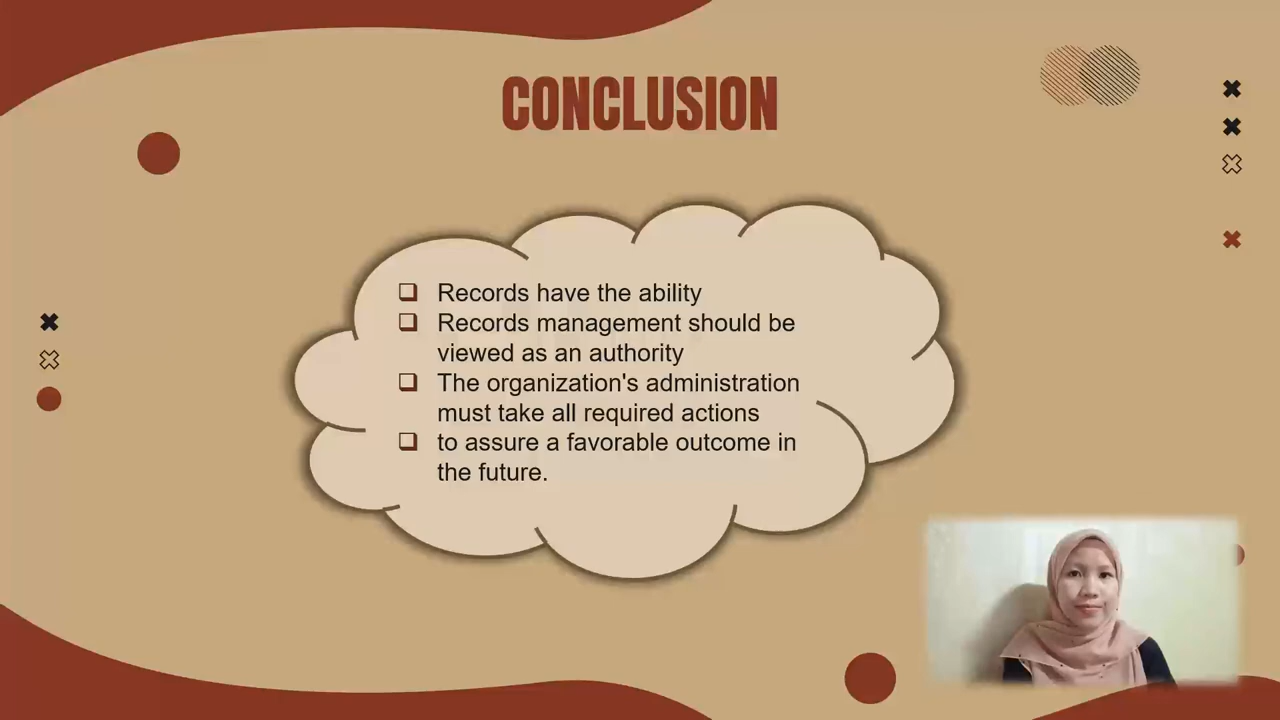 CONCLUSION
❑ Records have the ability
❑ Records management should be
viewed as an authority
❑ The organization's administration
must take all required actions
❑ to assure a favorable outcome in
the future.